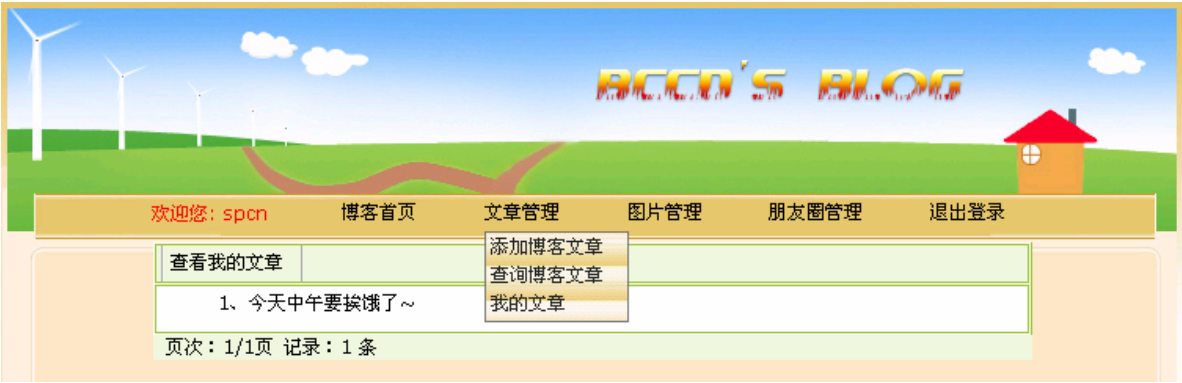 BCCD'S BLOG
欢迎您: spcn 博客首页 文章管理 图片管理 朋友圈管理 退出登录
添加博客文章
查看我的文章
查询博客文章
1、今天中午要挨饿了～
我的文章
页次：1/1页 记录：1 条